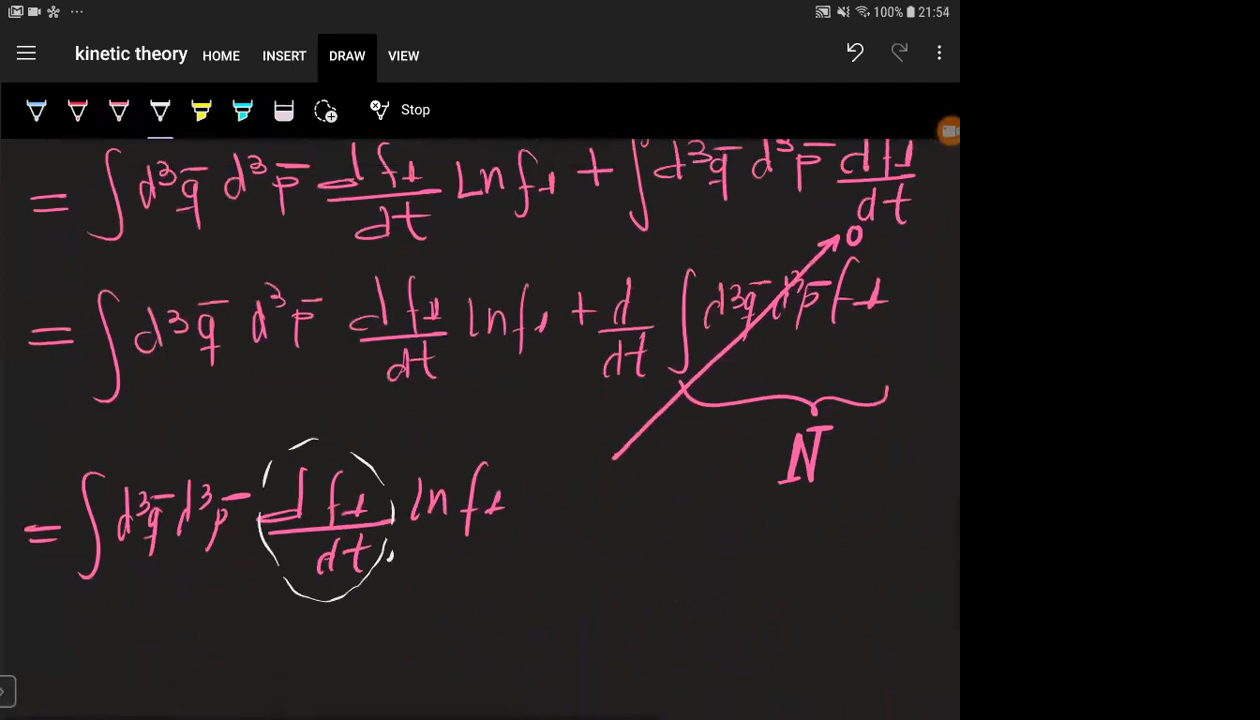 100% 21:54
kinetic theory HOME INSERT DRAW VIEW
Stop
= ∫ d³q̄ d³p̄ df₁/dt Ln f₁ + ∫ d³q̄ d³p̄ df₁/dt
= ∫ d³q̄ d³p̄ df₁/dt ln f₁ + d/dt ∫ d³q̄ d³p̄ f₁ 0
N
= ∫ d³q̄ d³p̄ df₁/dt ln f₁